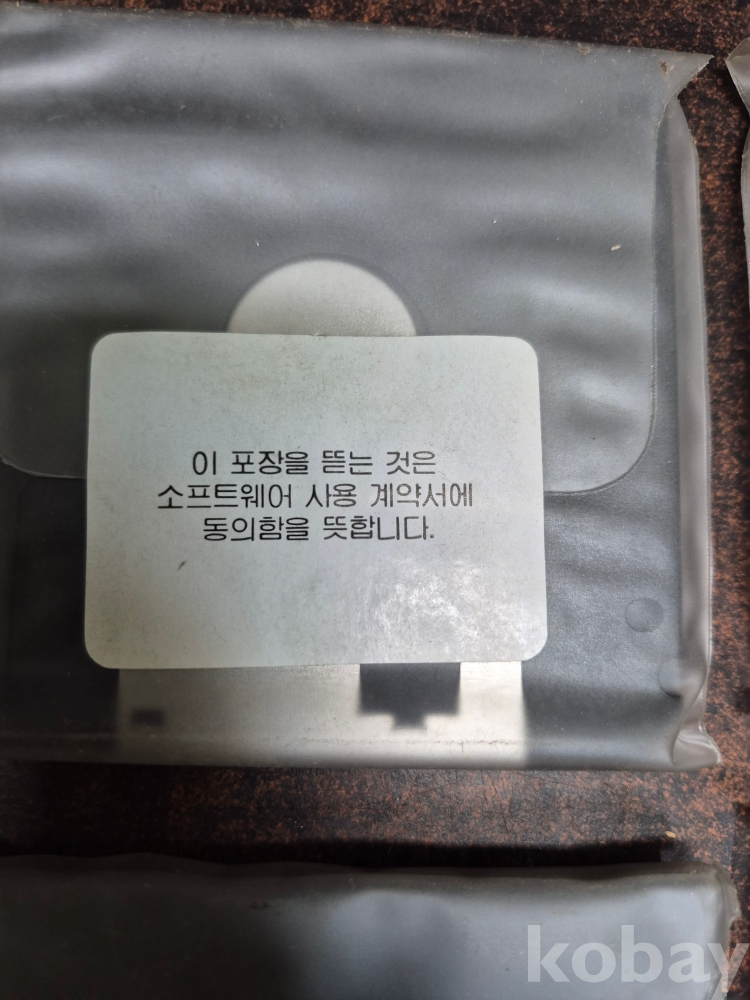 이 포장을 뜯는 것은
소프트웨어 사용 계약서에
동의함을 뜻합니다.
kobay